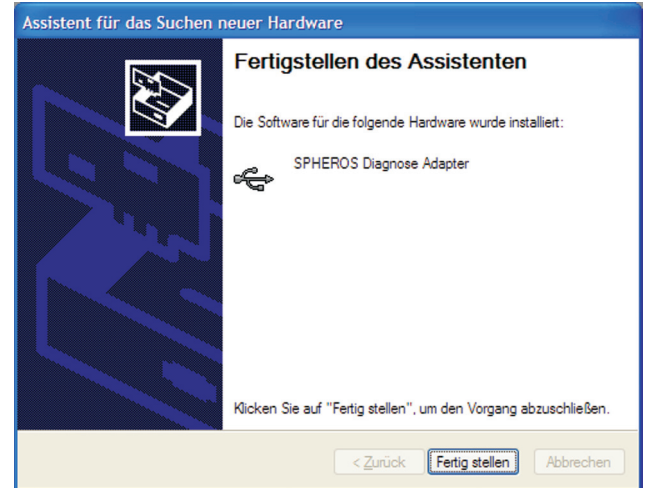 Assistent für das Suchen neuer Hardware
Fertigstellen des Assistenten
Die Software für die folgende Hardware wurde installiert:
SPHEROS Diagnose Adapter
Klicken Sie auf "Fertig stellen", um den Vorgang abzuschließen.
< Zurück Fertig stellen Abbrechen